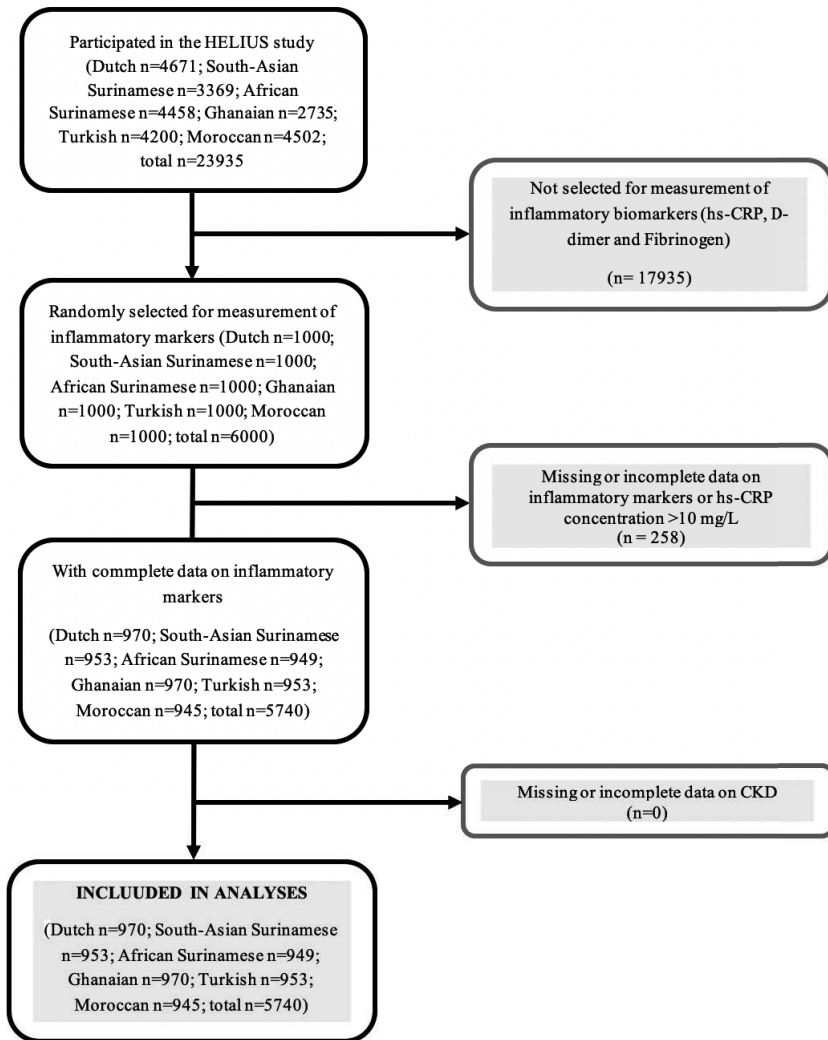 Participated in the HELIUS study
(Dutch n=4671; South-Asian
Surinamese n=3369; African
Surinamese n=4458; Ghanaian n=2735;
Turkish n=4200; Moroccan n=4502;
total n=23935
Not selected for measurement of
inflammatory biomarkers (hs-CRP, D-
dimer and Fibrinogen)
(n= 17935)
Randomly selected for measurement of
inflammatory markers (Dutch n=1000;
South-Asian Surinamese n=1000;
African Surinamese n=1000; Ghanaian
n=1000; Turkish n=1000; Moroccan
n=1000; total n=6000)
Missing or incomplete data on
inflammatory markers or hs-CRP
concentration >10 mg/L
(n = 258)
With commplete data on inflammatory
markers
(Dutch n=970; South-Asian Surinamese
n=953; African Surinamese n=949;
Ghanaian n=970; Turkish n=953;
Moroccan n=945; total n=5740)
Missing or incomplete data on CKD
(n=0)
INCLUUDED IN ANALYSES
(Dutch n=970; South-Asian Surinamese
n=953; African Surinamese n=949;
Ghanaian n=970; Turkish n=953;
Moroccan n=945; total n=5740)